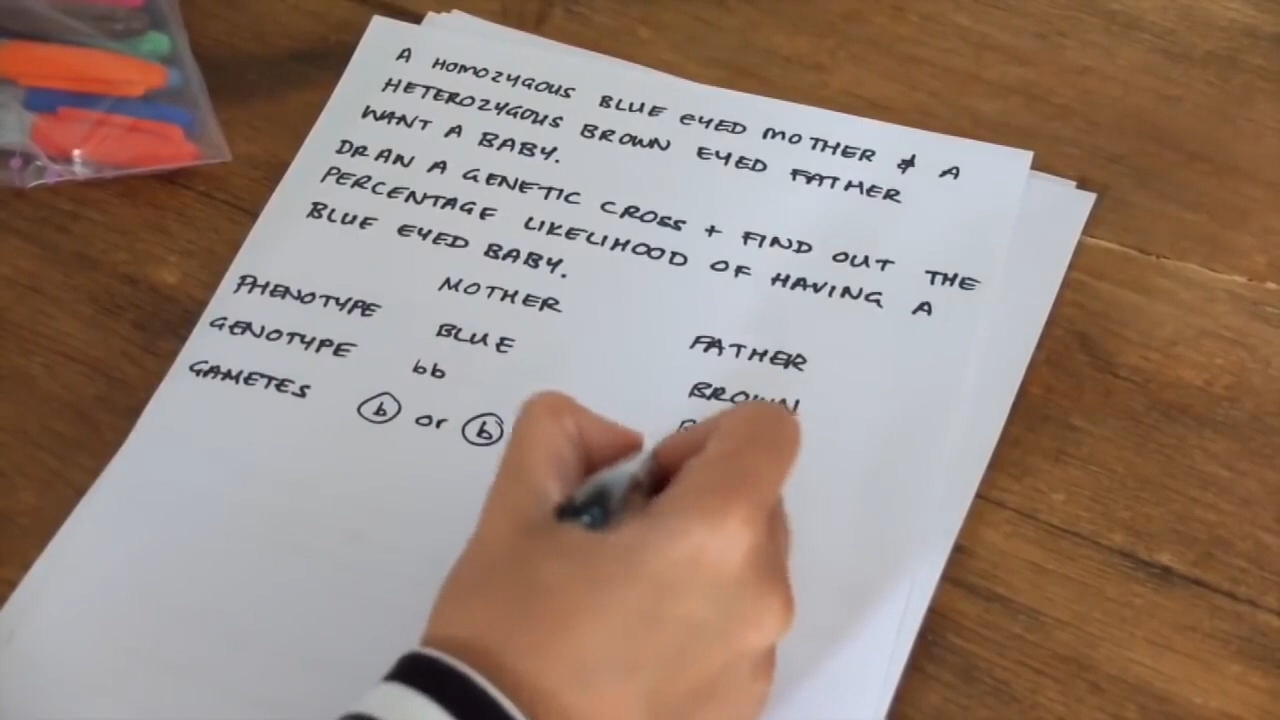 A HOMOZYGOUS BLUE EYED MOTHER & A
HETEROZYGOUS BROWN EYED FATHER
WANT A BABY.
DRAN A GENETIC CROSS + FIND OUT THE
PERCENTAGE LIKELIHOOD OF HAVING A
BLUE EYED BABY.
MOTHER FATHER
PHENOTYPE BLUE BROWN
GENOTYPE bb
GAMETES b or b